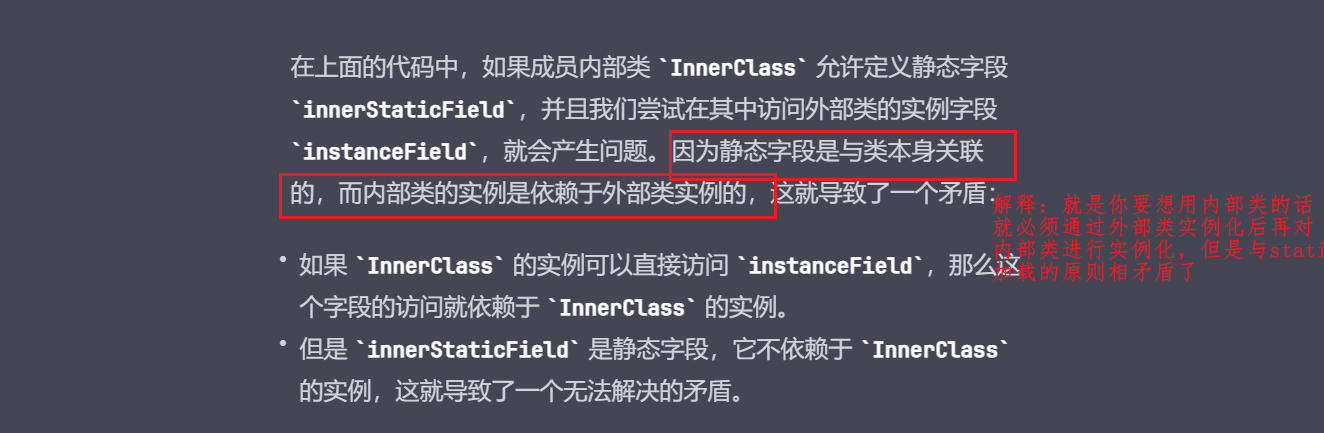 在上面的代码中，如果成员内部类 `InnerClass` 允许定义静态字段
`innerStaticField`，并且我们尝试在其中访问外部类的实例字段
`instanceField`，就会产生问题。因为静态字段是与类本身关联
的，而内部类的实例是依赖于外部类实例的，这就导致了一个矛盾：
解释：就是你要想用内部类的话
就必须通过外部类实例化后再对
内部类进行实例化，但是与stati
加载的原则相矛盾了
• 如果 `InnerClass` 的实例可以直接访问 `instanceField`，那么这
个字段的访问就依赖于 `InnerClass` 的实例。
• 但是 `innerStaticField` 是静态字段，它不依赖于 `InnerClass`
的实例，这就导致了一个无法解决的矛盾。